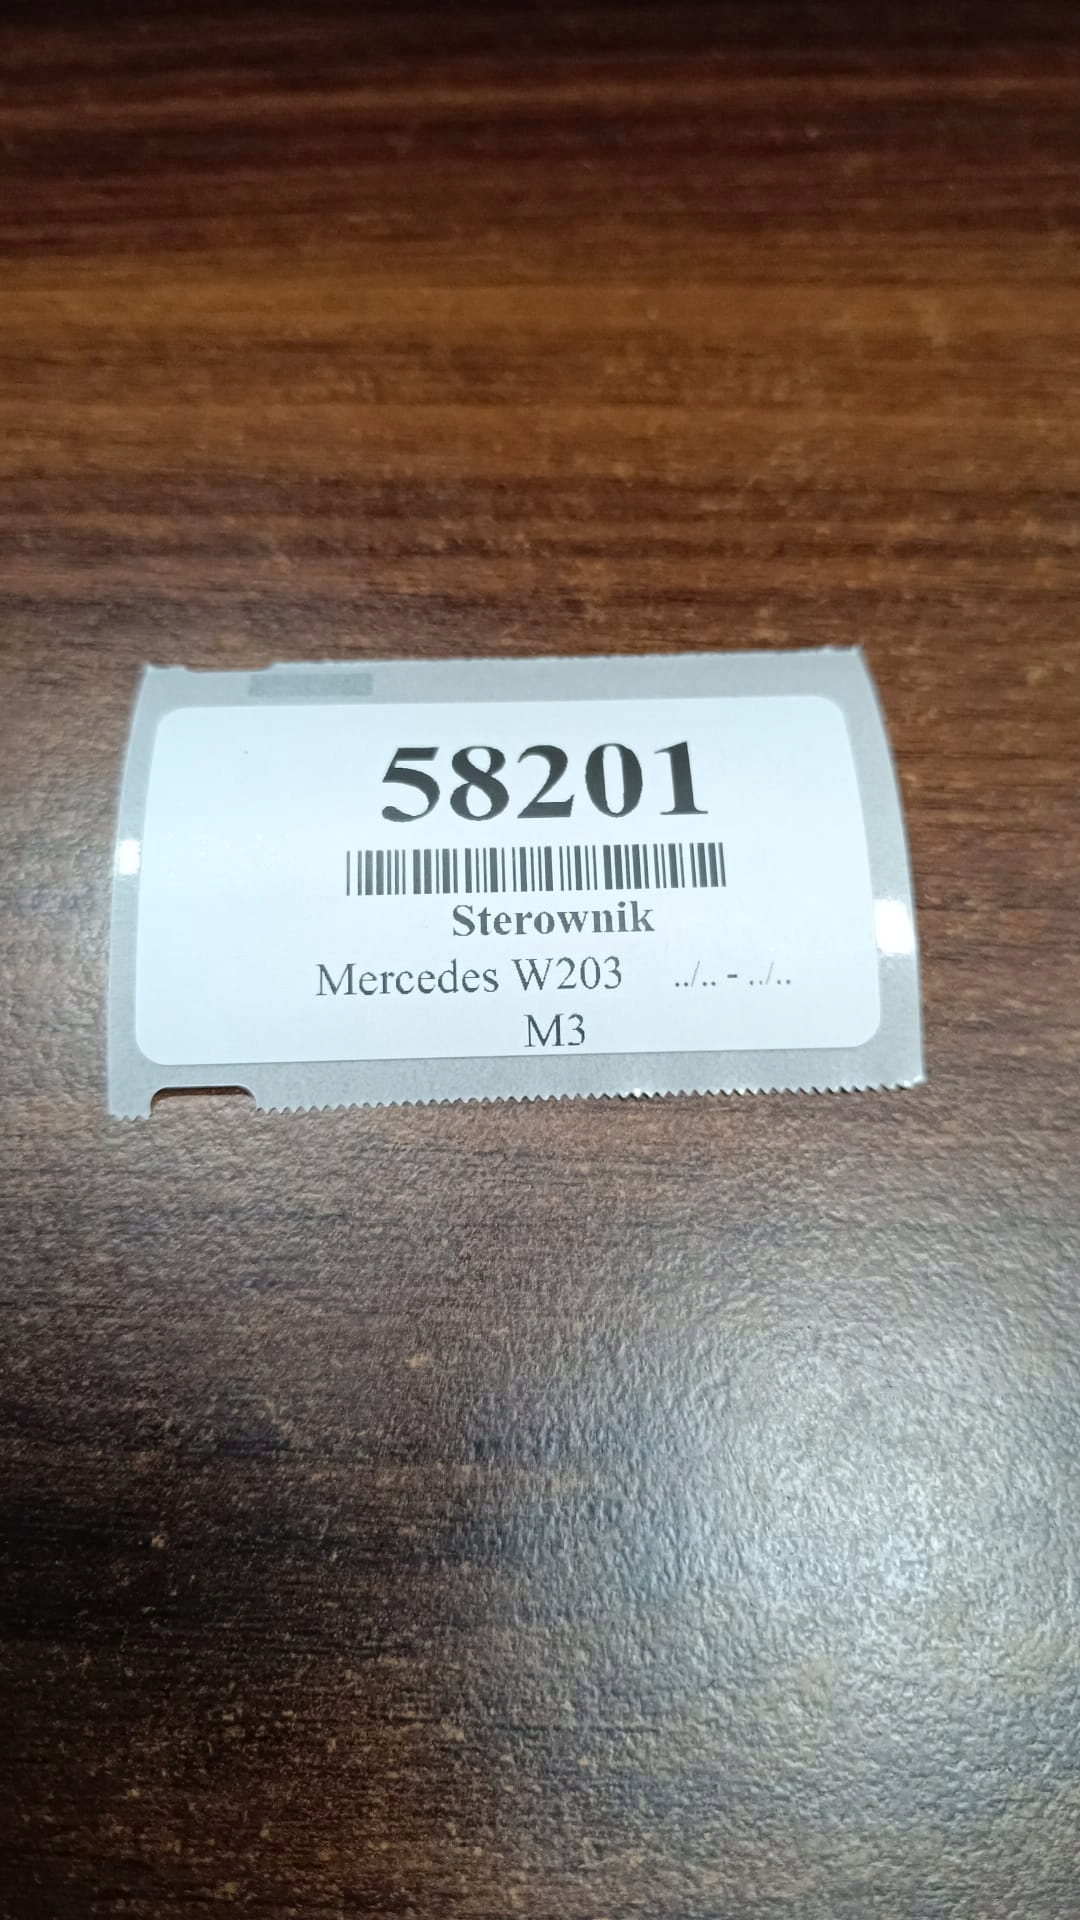 58201
Sterownik
Mercedes W203 ../.. - ../..
M3